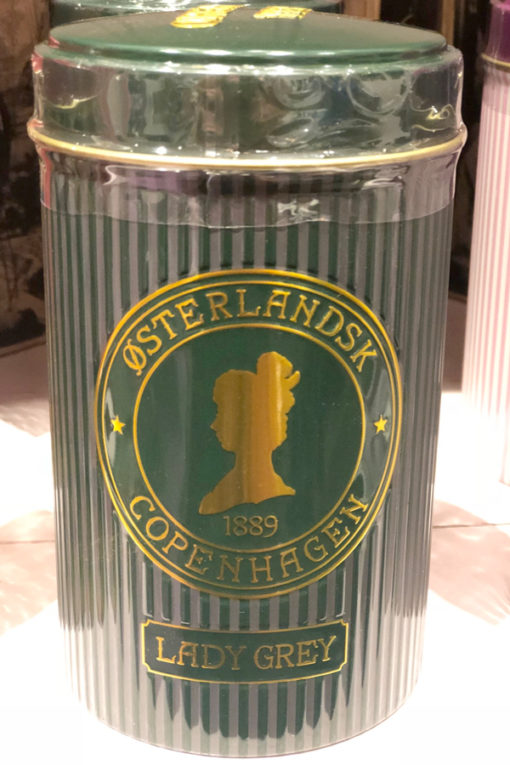 ØSTERLANDSK
1889
COPENHAGEN
LADY GREY